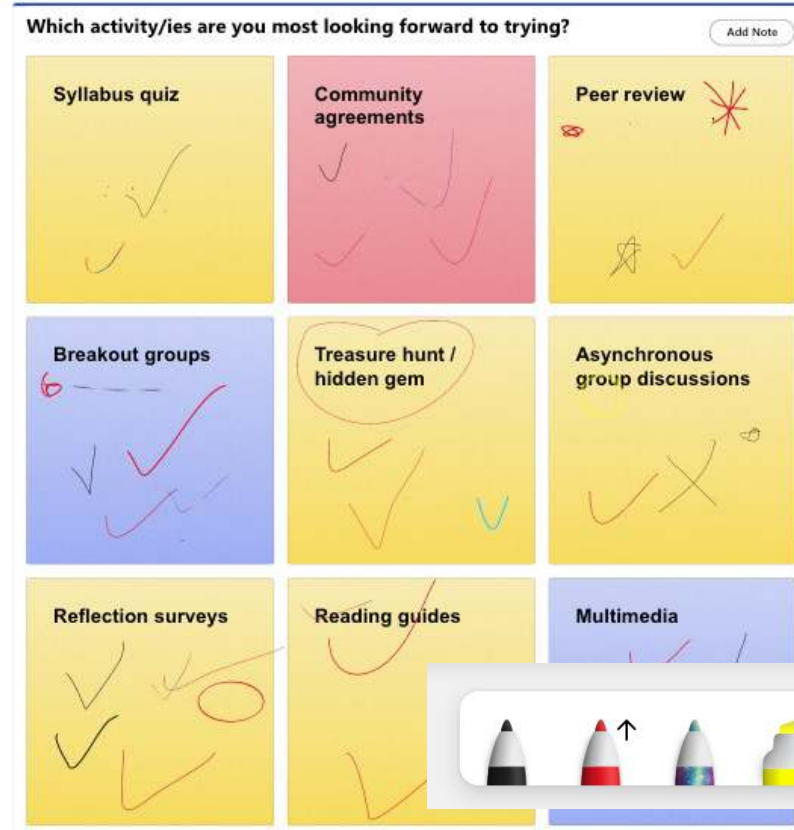 Which activity/ies are you most looking forward to trying?
Add Note
Syllabus quiz
Community
agreements
Peer review
Breakout groups
Treasure hunt /
hidden gem
Asynchronous
group discussions
Reflection surveys
Reading guides
Multimedia